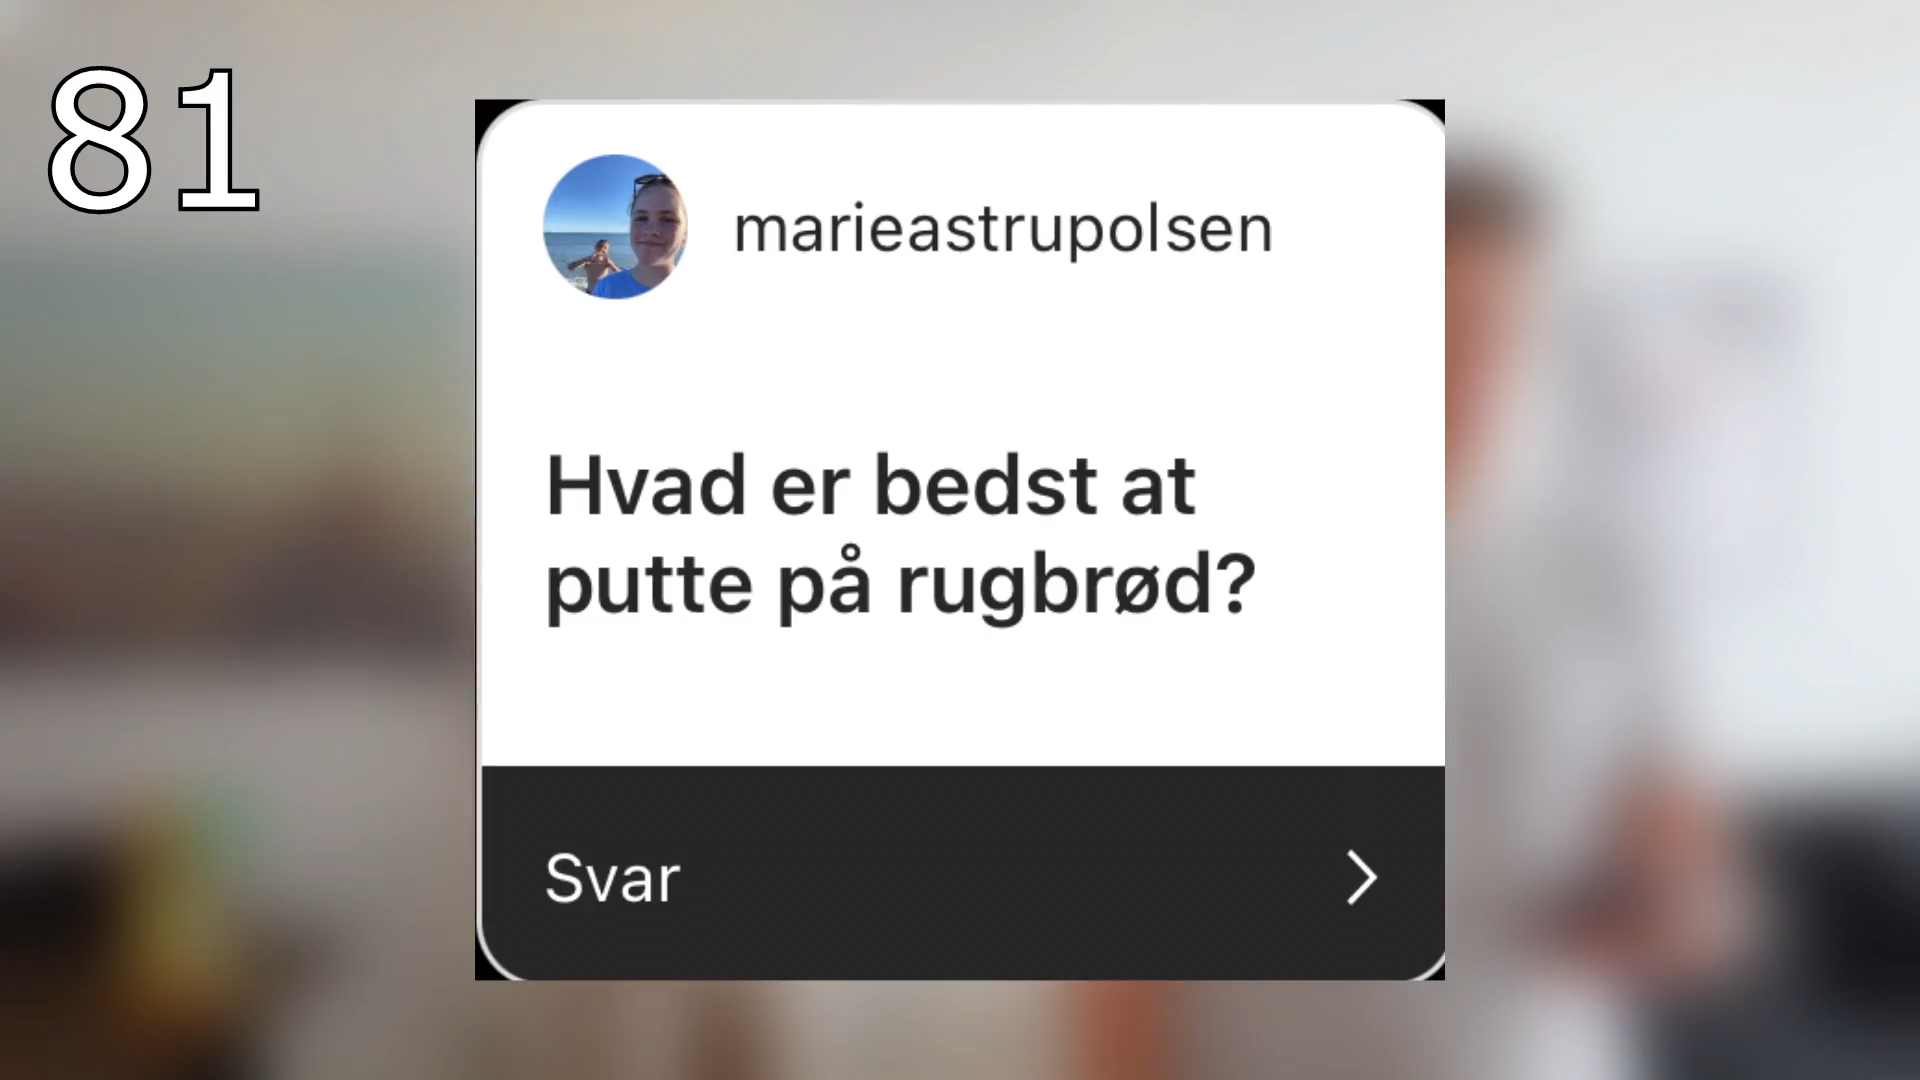 81
marieastrupolsen
Hvad er bedst at
putte på rugbrød?
Svar